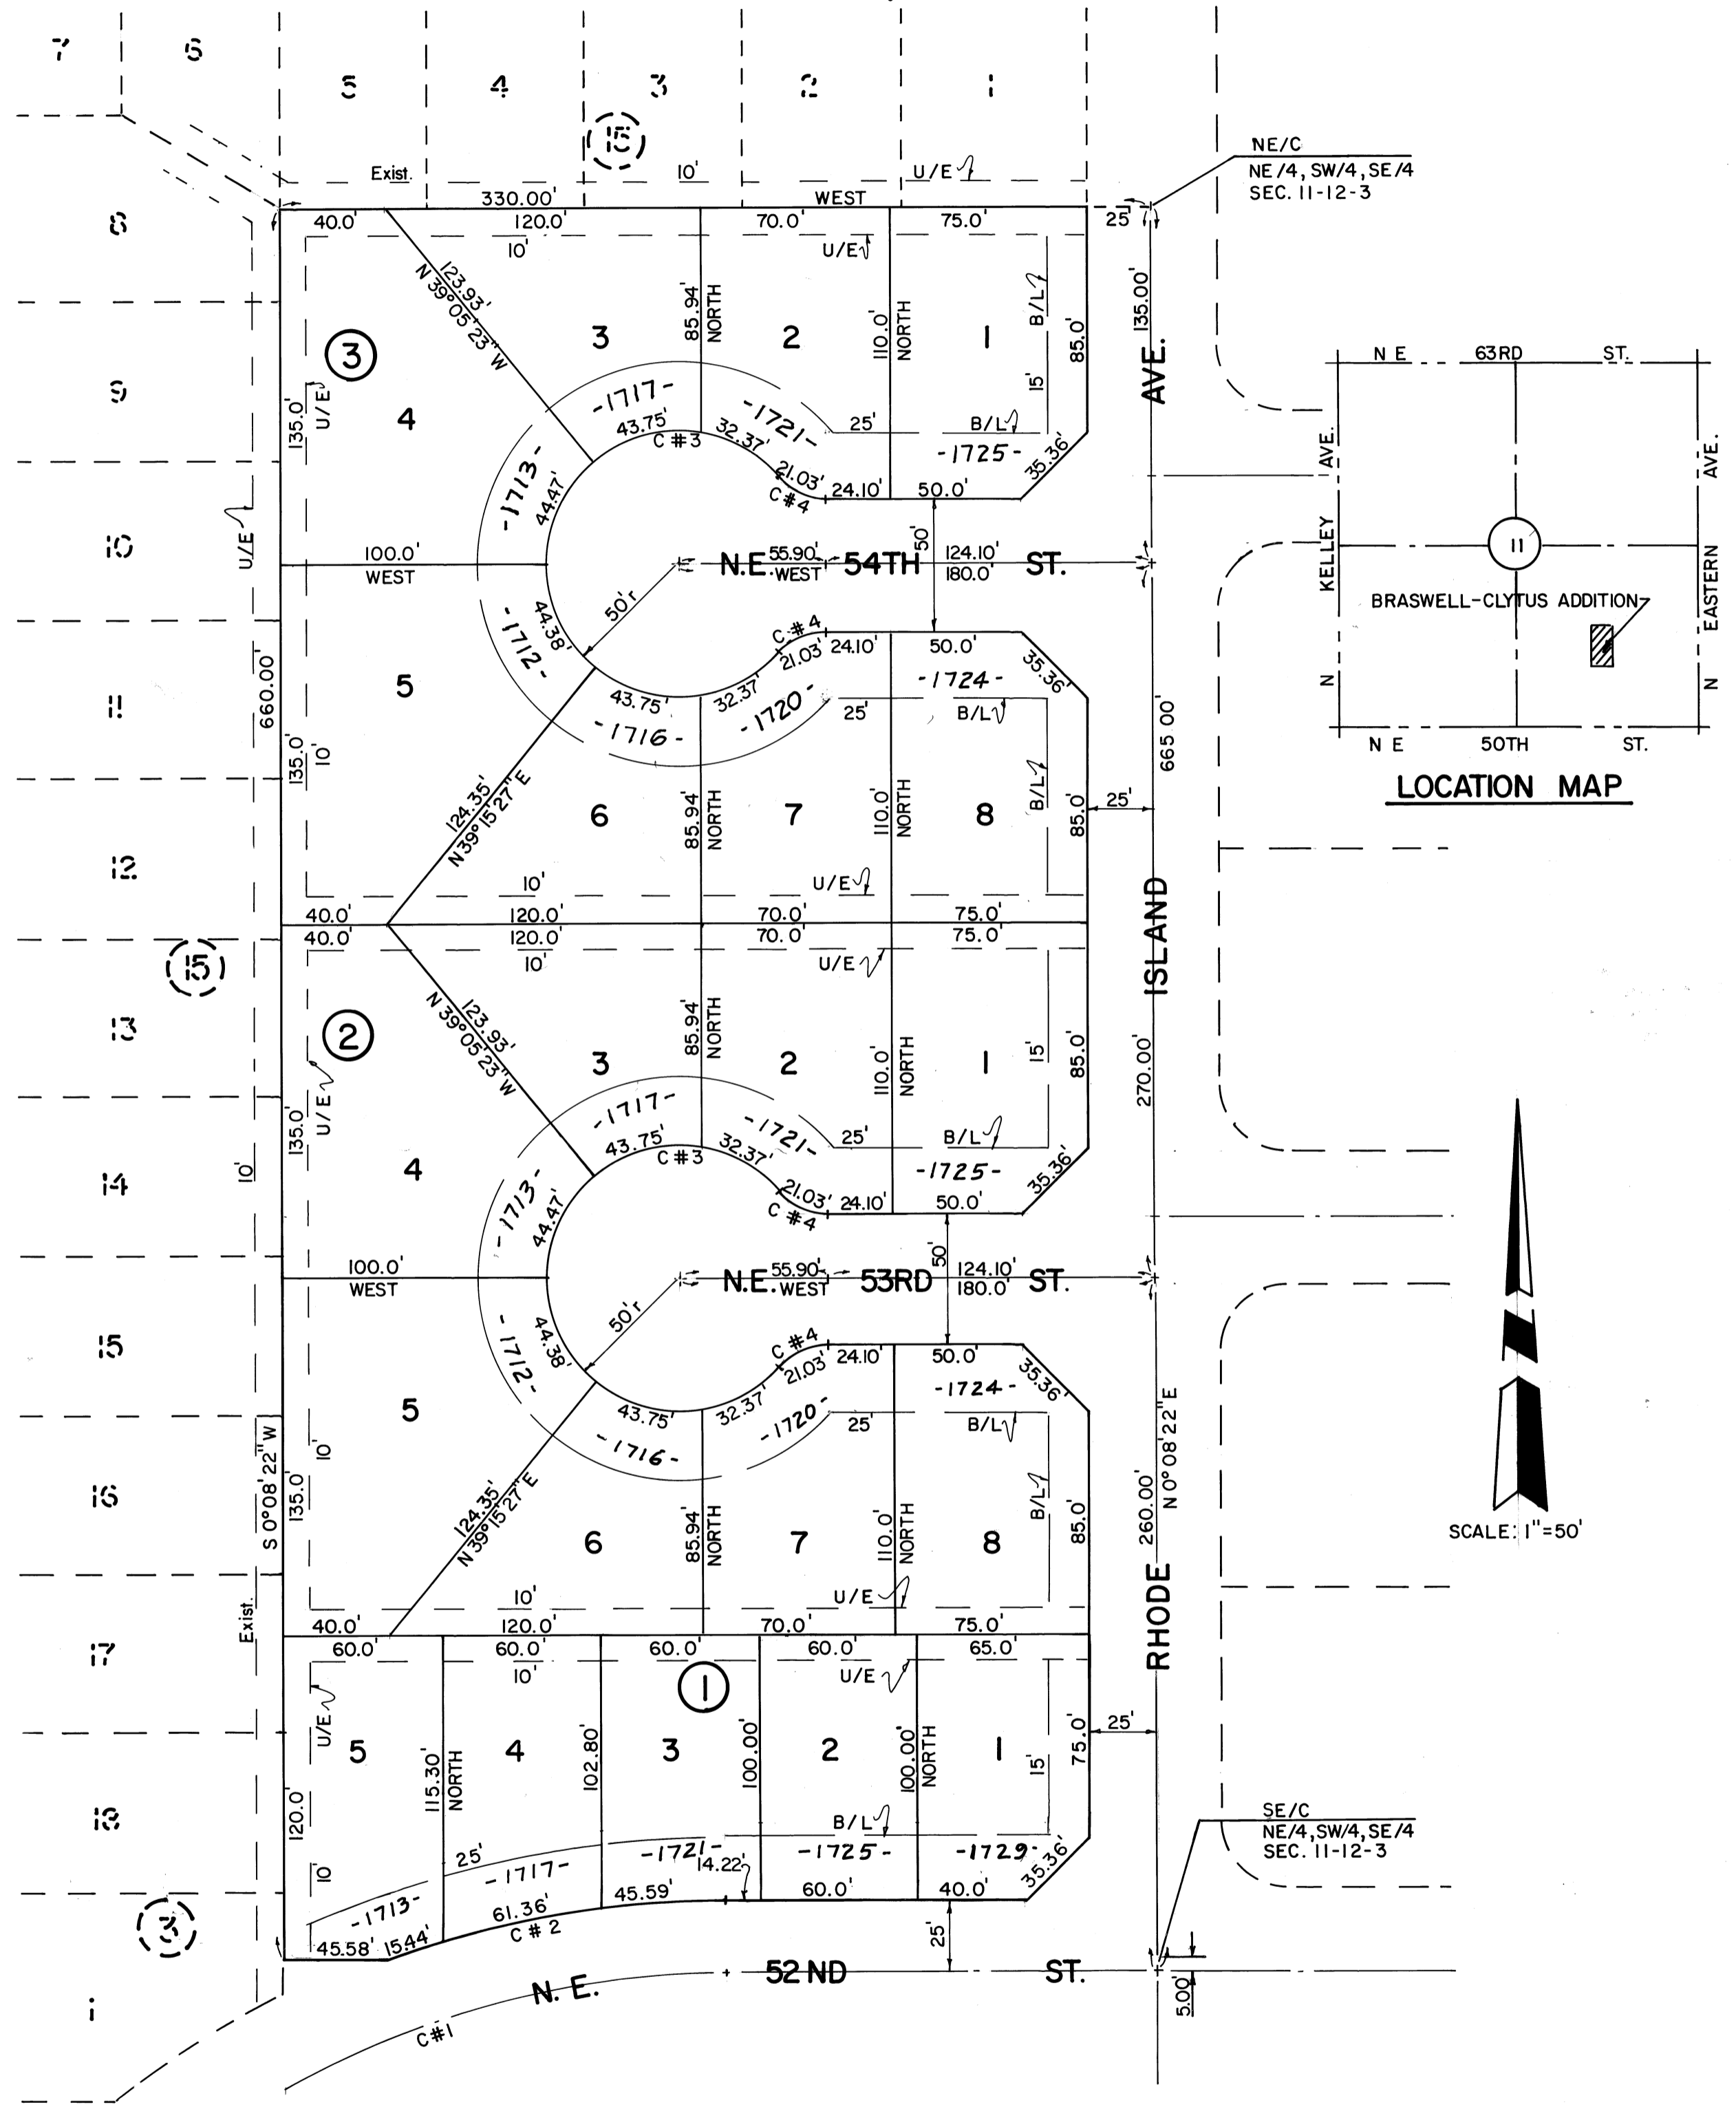 7
6
5
4
3
2
1
15
Exist.
10'
U/E
330.00'
WEST
NE/C
NE/4, SW/4, SE/4
SEC. 11-12-3
8
40.0'
120.0'
70.0'
75.0'
25'
10'
U/E
123.93'
N 39°05'23" W
85.94'
NORTH
110.0'
NORTH
B/L
135.00'
3
3
2
1
85.0'
AVE.
9
4
135.0'
U/E
-1717-
43.75'
C #3
-1721-
32.37'
15'
25'
B/L
-1725-
35.36'
-1713-
44.47'
21.03'
C #4
24.10'
50.0'
10
U/E
100.0'
WEST
50'
N.E. 54TH ST.
55.90'
WEST
124.10'
180.0'
50'r
44.38'
-1712-
C #4
21.03'
24.10'
50.0'
35.36'
11
660.00'
5
43.75'
-1716-
32.37'
-1720-
25'
-1724-
B/L
665.00'
135.0'
10'
124.35'
N 39°15'27" E
6
85.94'
NORTH
7
110.0'
NORTH
8
B/L
85.0'
25'
12
10'
U/E
40.0'
120.0'
70.0'
75.0'
ISLAND
40.0'
120.0'
70.0'
75.0'
15
10'
U/E
13
2
N 39°05'23" W
123.93'
3
85.94'
NORTH
2
110.0'
NORTH
1
15'
85.0'
270.00'
U/E
135.0'
-1717-
43.75'
C #3
-1721-
32.37'
25'
B/L
-1725-
35.36'
14
10'
4
-1713-
44.47'
21.03'
C #4
24.10'
50.0'
100.0'
WEST
50'
N.E. 53RD ST.
55.90'
WEST
124.10'
180.0'
15
50'r
44.38'
-1712-
C #4
21.03'
24.10'
50.0'
35.36'
5
43.75'
-1716-
32.37'
-1720-
25'
-1724-
B/L
N 0°08'22" E
S 0°08'22" W
10'
135.0'
16
124.35'
N 39°15'27" E
6
85.94'
NORTH
7
110.0'
NORTH
8
B/L
85.0'
260.00'
Exist.
10'
U/E
17
40.0'
120.0'
70.0'
75.0'
RHODE
60.0'
60.0'
60.0'
60.0'
65.0'
10'
1
U/E
U/E
5
4
3
2
1
115.30'
NORTH
102.80'
100.00'
100.00'
NORTH
15'
75.0'
25'
18
120.0
10'
25'
-1713-
-1717-
-1721-
14.22'
B/L
-1725-
-1729-
35.36'
SE/C
NE/4, SW/4, SE/4
SEC. 11-12-3
3
45.58'
15.44'
61.36'
C # 2
45.59'
60.0'
40.0'
25'
N. E. 52ND ST.
5.00'
1
C#1
N E 63RD ST.
N KELLEY AVE.
11
BRASWELL-CLYTUS ADDITION
N EASTERN AVE.
N E 50TH ST.
LOCATION MAP
SCALE: 1"=50'